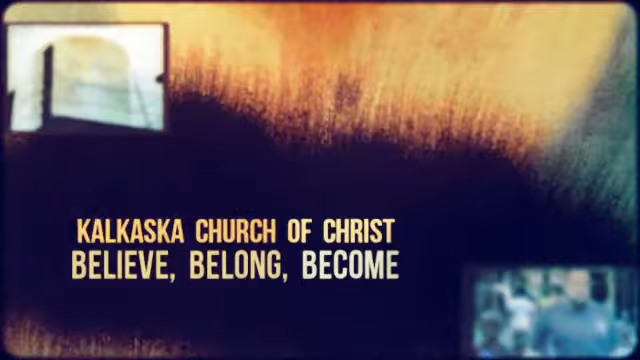 KALKASKA CHURCH OF CHRIST
BELIEVE, BELONG, BECOME